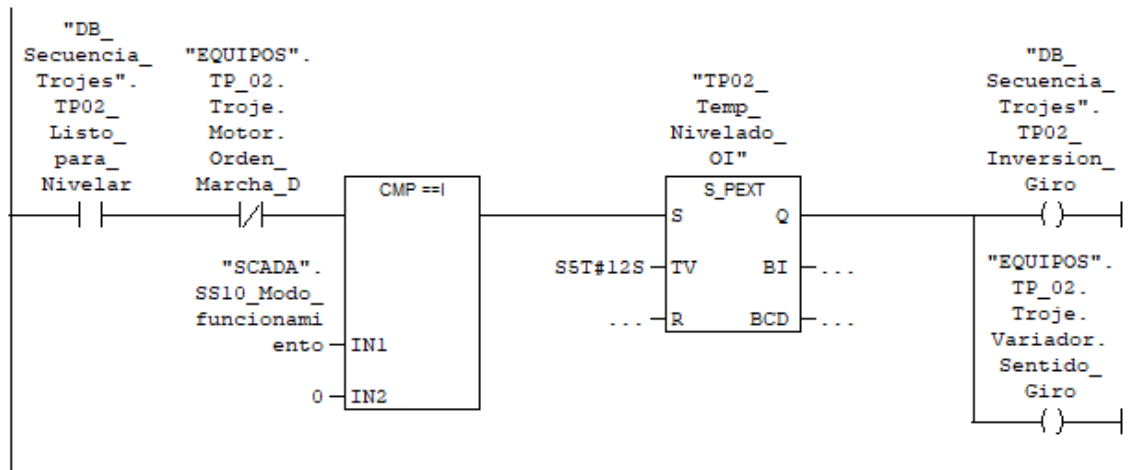 "DB_
Secuencia_
Trojes".
TP02_
Listo_
para_
Nivelar
"EQUIPOS".
TP_02.
Troje.
Motor.
Orden_
Marcha_D
CMP ==I
"SCADA".
SS10_Modo_
funcionami
ento
IN1
0
IN2
"TP02_
Temp_
Nivelado_
OI"
S_PEXT
S
Q
S5T#12S
TV
BI
...
...
R
BCD
...
"DB_
Secuencia_
Trojes".
TP02_
Inversion_
Giro
( )
"EQUIPOS".
TP_02.
Troje.
Variador.
Sentido_
Giro
( )